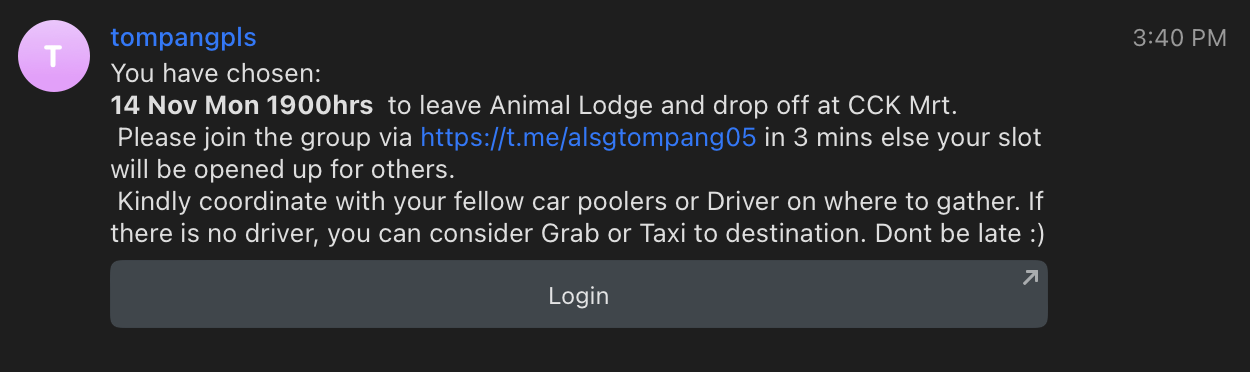 T
tompangpls
3:40 PM
You have chosen:
14 Nov Mon 1900hrs  to leave Animal Lodge and drop off at CCK Mrt.
Please join the group via https://t.me/alsgtompang05 in 3 mins else your slot
will be opened up for others.
Kindly coordinate with your fellow car poolers or Driver on where to gather. If
there is no driver, you can consider Grab or Taxi to destination. Dont be late :)
Login